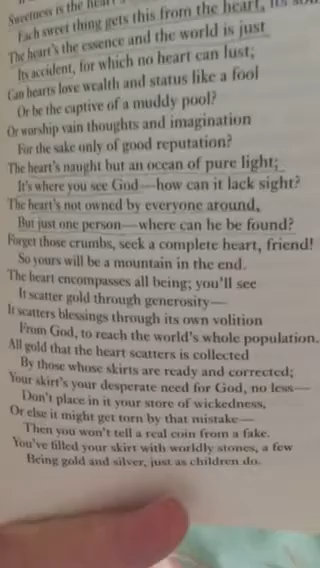 Sweetness is the heart
Each sweet thing gets this from the heart, its
The heart's the essence and the world is just
Its accident, for which no heart can lust;
Can hearts love wealth and status like a fool
Or be the captive of a muddy pool?
Or worship vain thoughts and imagination
For the sake only of good reputation?
The heart's naught but an ocean of pure light;
It's where you see God—how can it lack sight?
The heart's not owned by everyone around,
But just one person—where can he be found?
Forget those crumbs, seek a complete heart, friend!
So yours will be a mountain in the end.
The heart encompasses all being; you'll see
It scatter gold through generosity—
It scatters blessings through its own volition
From God, to reach the world's whole population.
All gold that the heart scatters is collected
By those whose skirts are ready and corrected;
Your skirt's your desperate need for God, no less—
Don't place in it your store of wickedness,
Or else it might get torn by that mistake—
Then you won't tell a real coin from a fake.
You've filled your skirt with worldly stones, a few
Being gold and silver, just as children do.